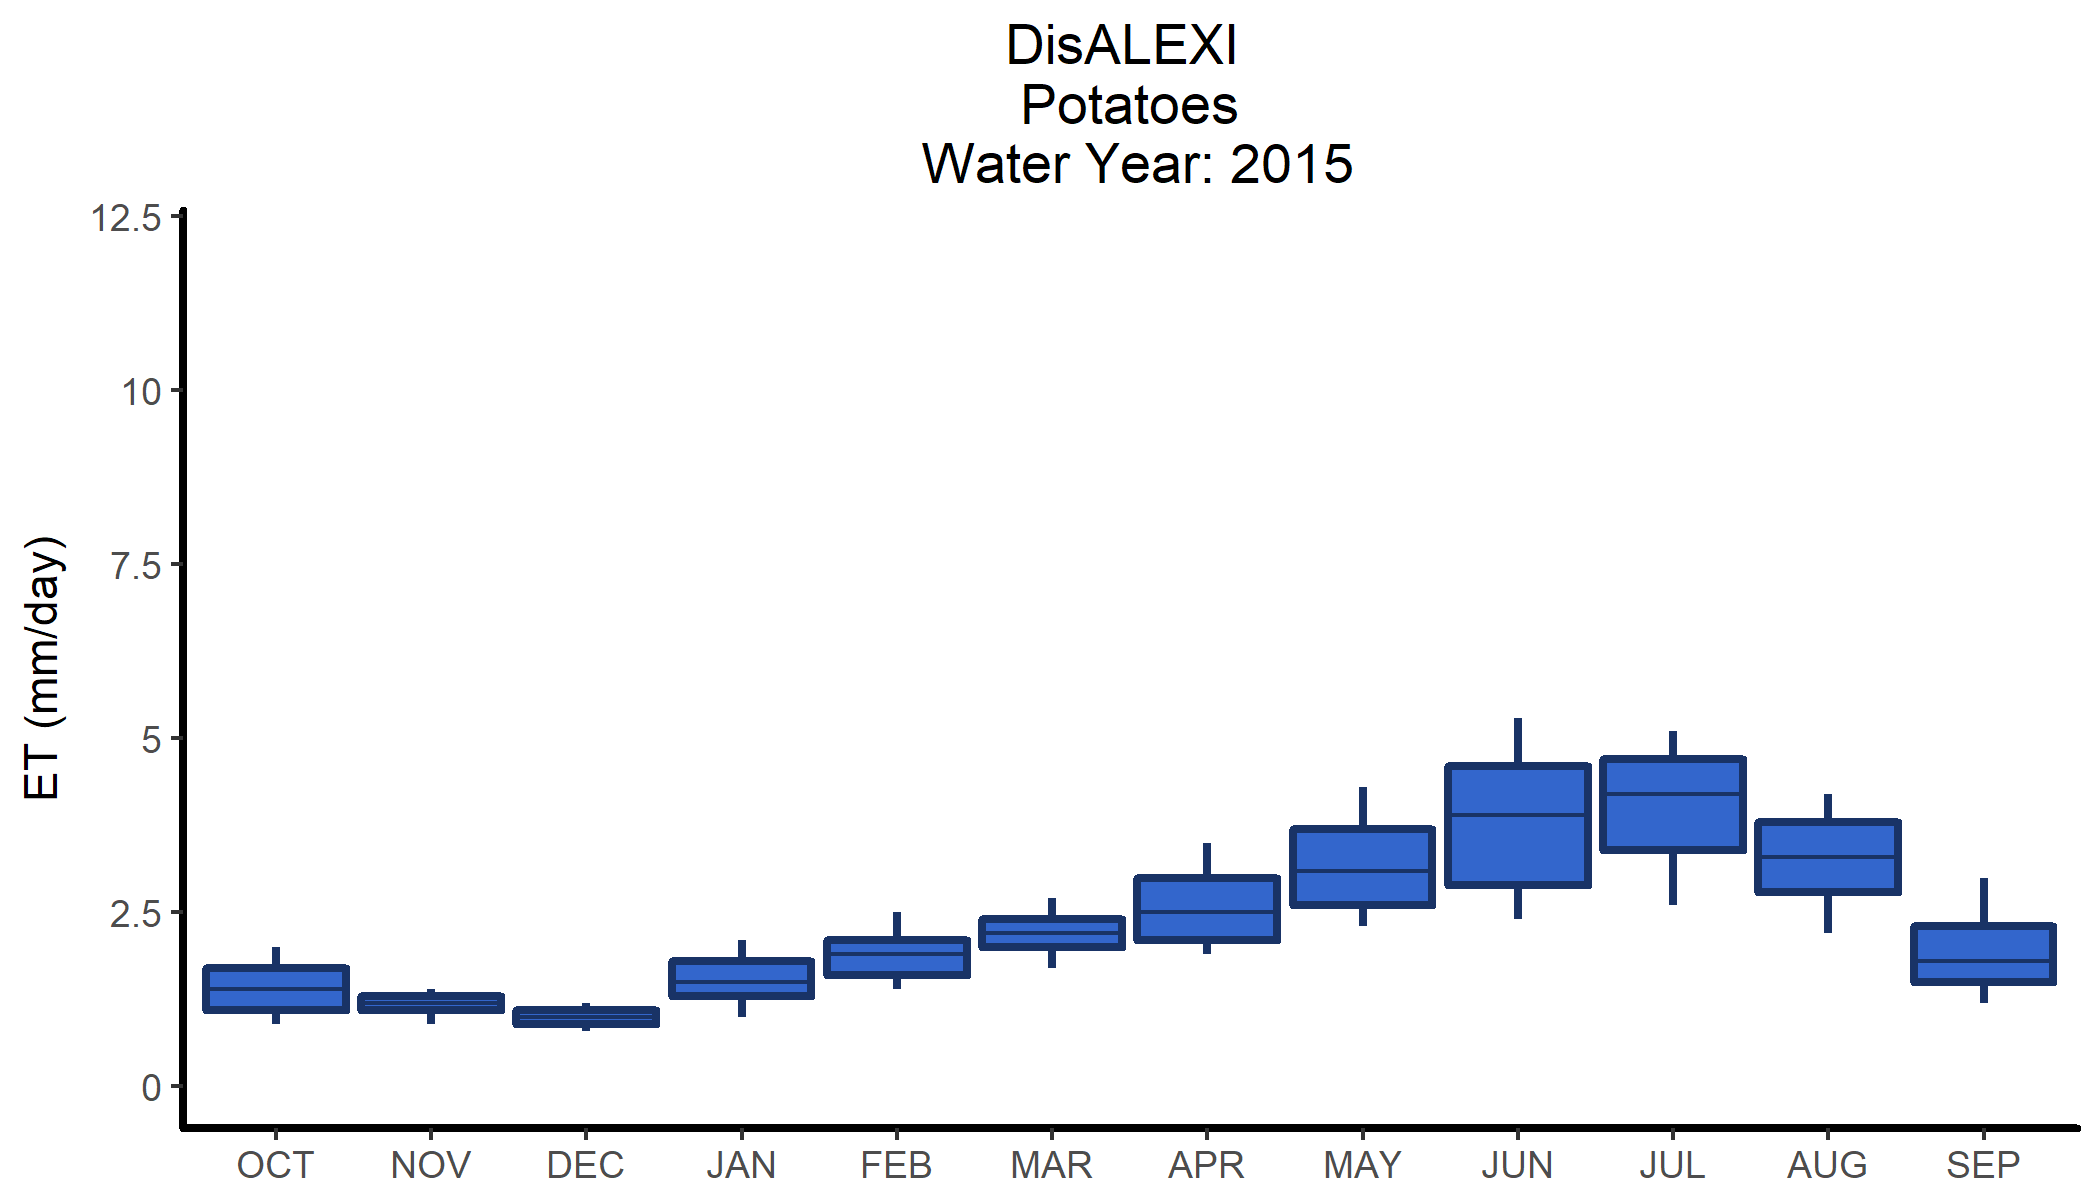 DisALEXI
Potatoes
Water Year: 2015
ET (mm/day)
12.5
10
7.5
5
2.5
0
OCT NOV DEC JAN FEB MAR APR MAY JUN JUL AUG SEP